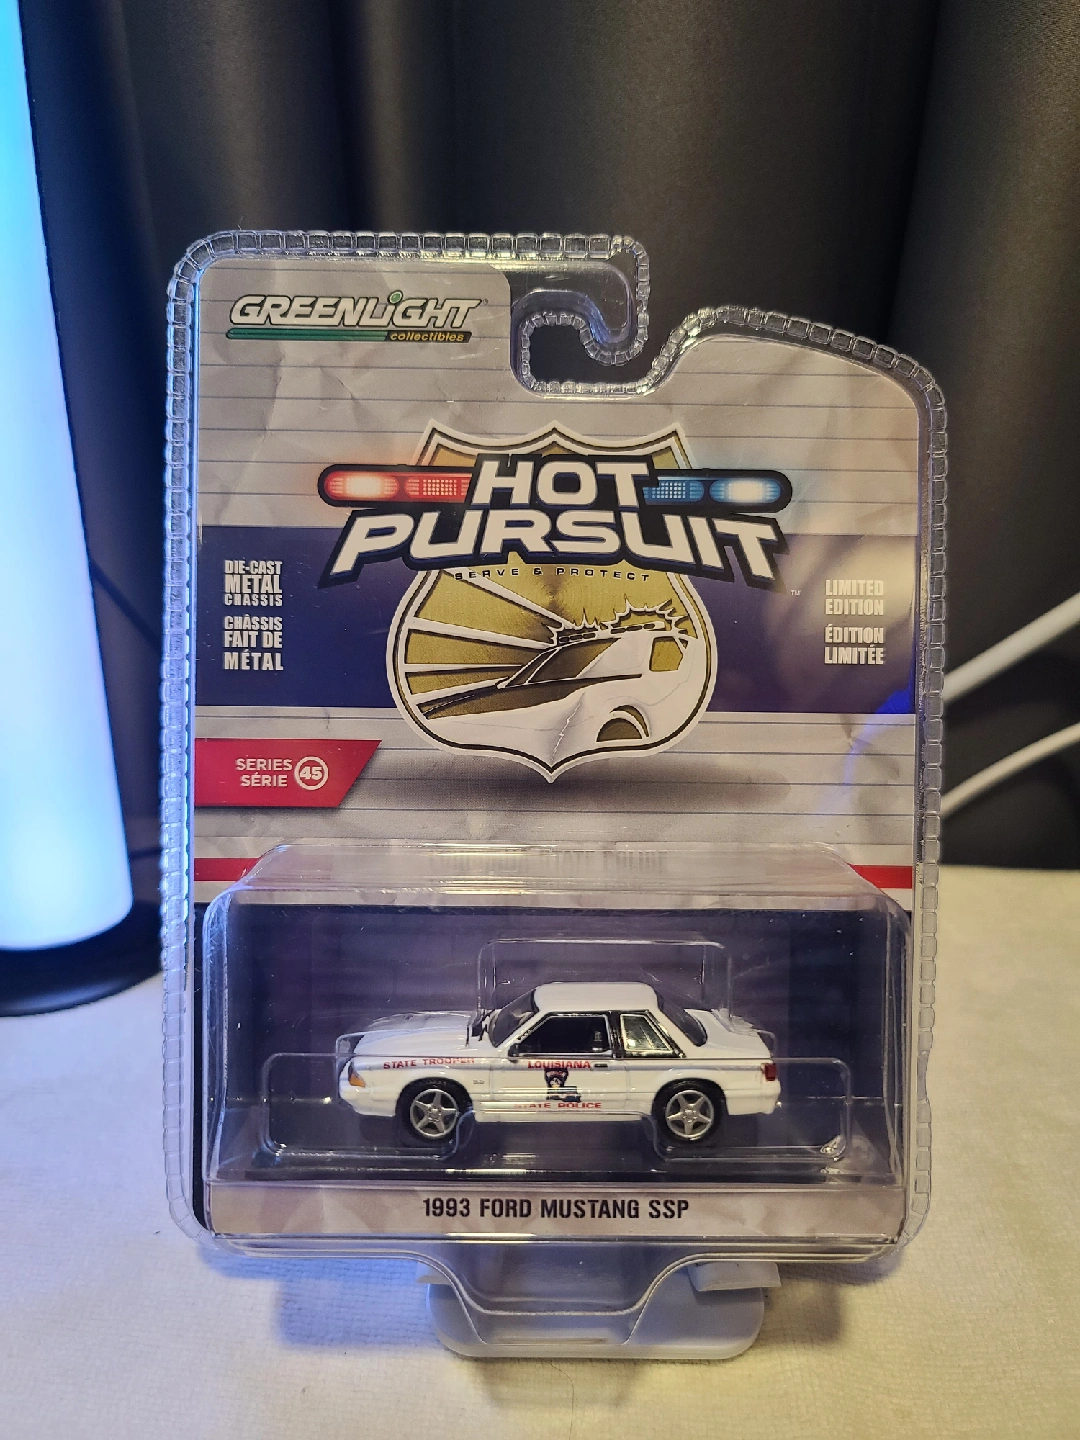 GREENLiGHT
collectibles
HOT
PURSUIT
SERVE & PROTECT
TM
DIE-CAST
METAL
CHASSIS
CHÂSSIS
FAIT DE
MÉTAL
LIMITED
EDITION
ÉDITION
LIMITÉE
SERIES
SÉRIE
45
STATE TROOPER
LOUISIANA
STATE POLICE
1993 FORD MUSTANG SSP